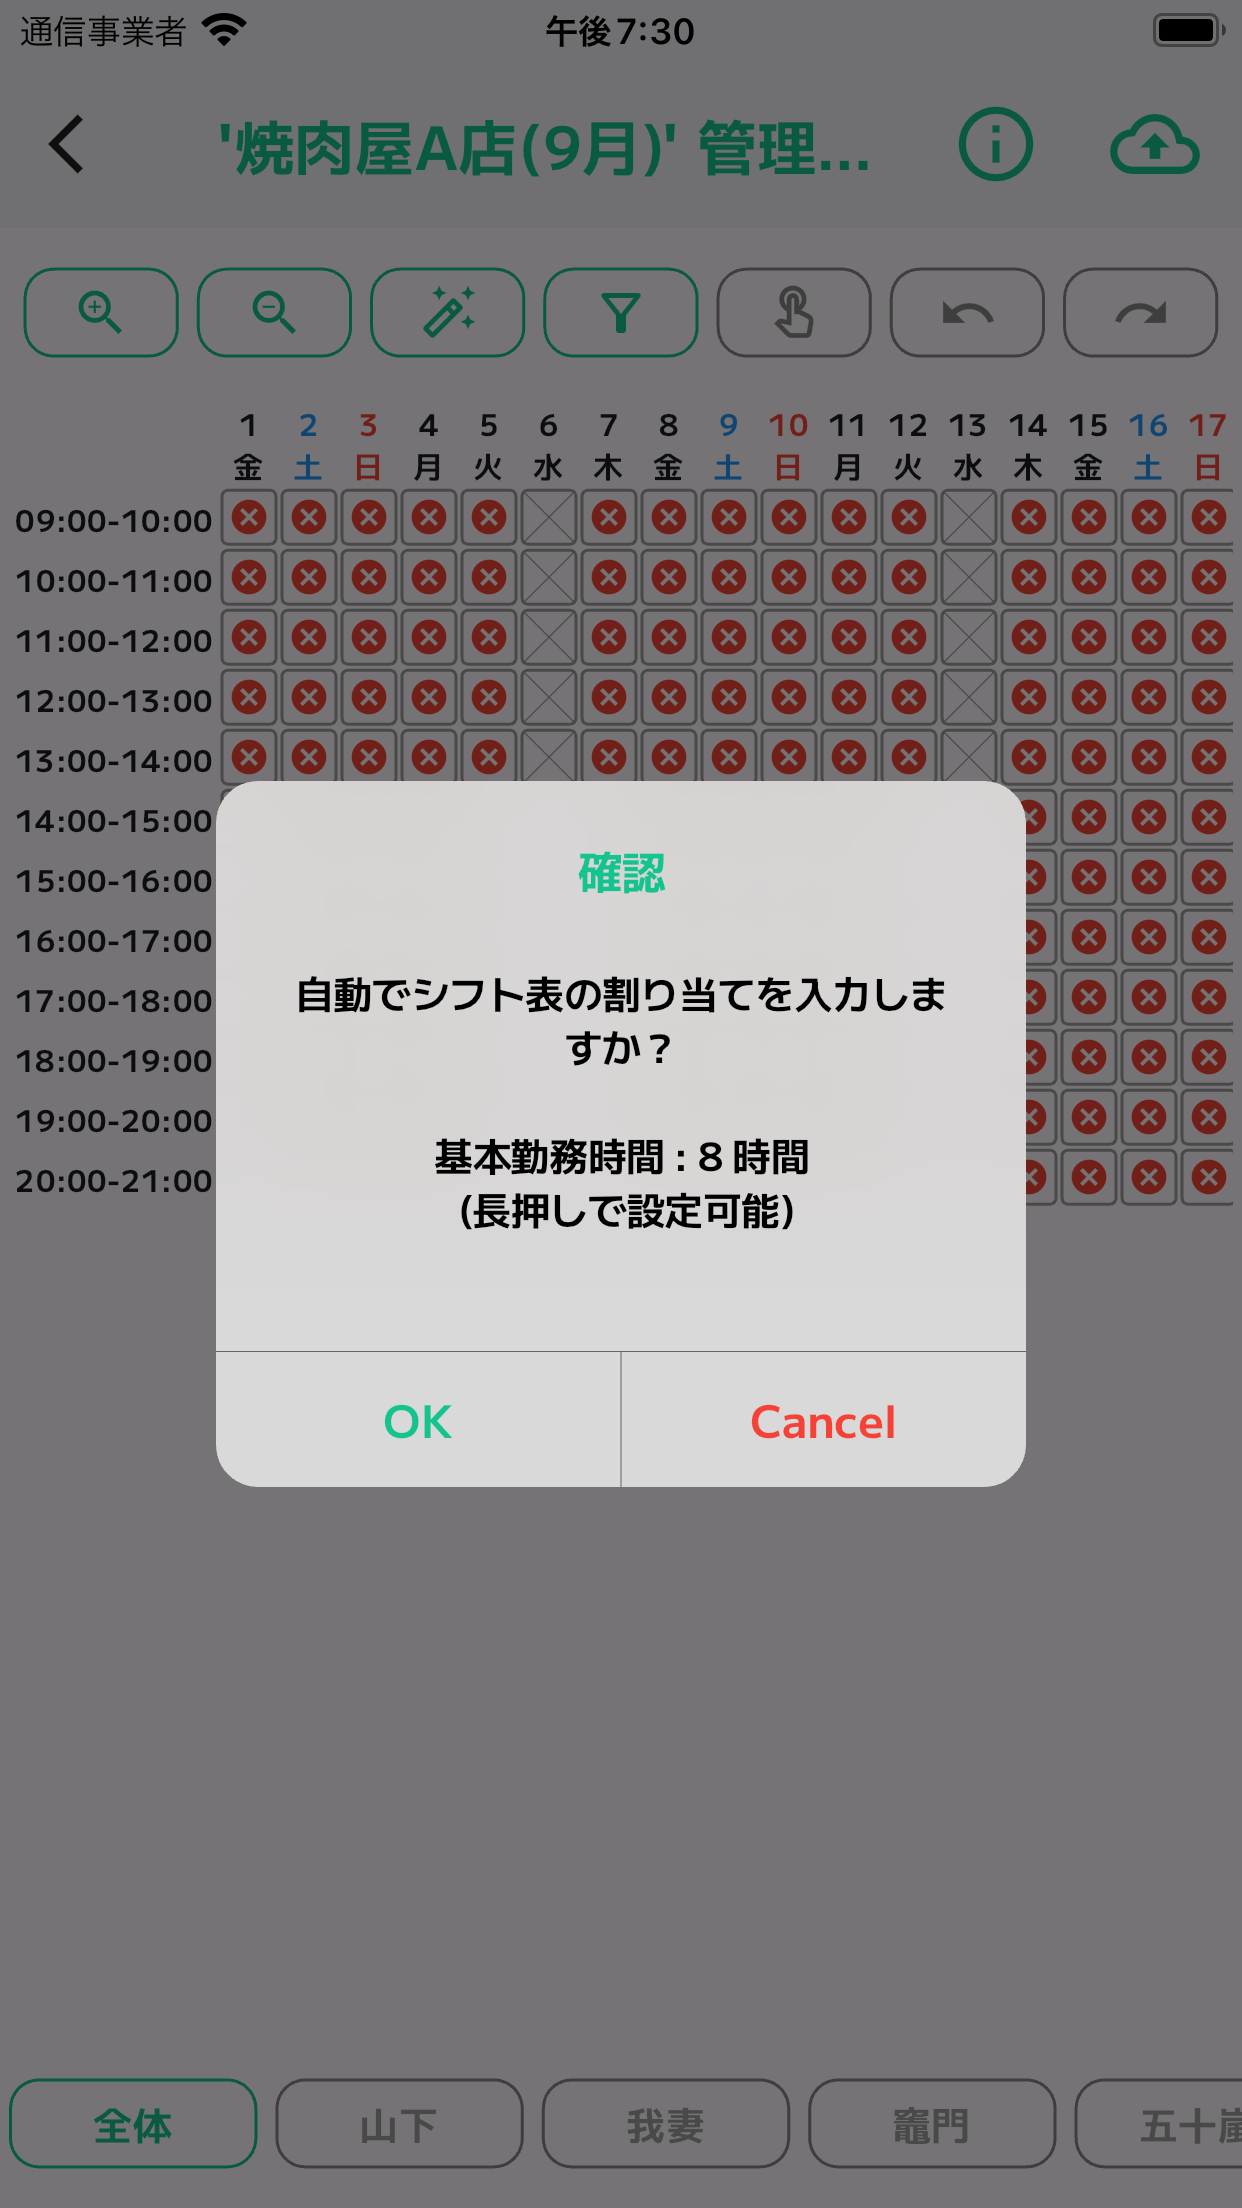 通信事業者 午後7:30
'焼肉屋A店(9月)' 管理...
1 2 3 4 5 6 7 8 9 10 11 12 13 14 15 16 17
金 土 日 月 火 水 木 金 土 日 月 火 水 木 金 土 日
09:00-10:00
10:00-11:00
11:00-12:00
12:00-13:00
13:00-14:00
14:00-15:00
15:00-16:00
16:00-17:00
17:00-18:00
18:00-19:00
19:00-20:00
20:00-21:00
確認
自動でシフト表の割り当てを入力しま
すか？
基本勤務時間 : 8 時間
(長押しで設定可能)
OK Cancel
全体 山下 我妻 竈門 五十嵐